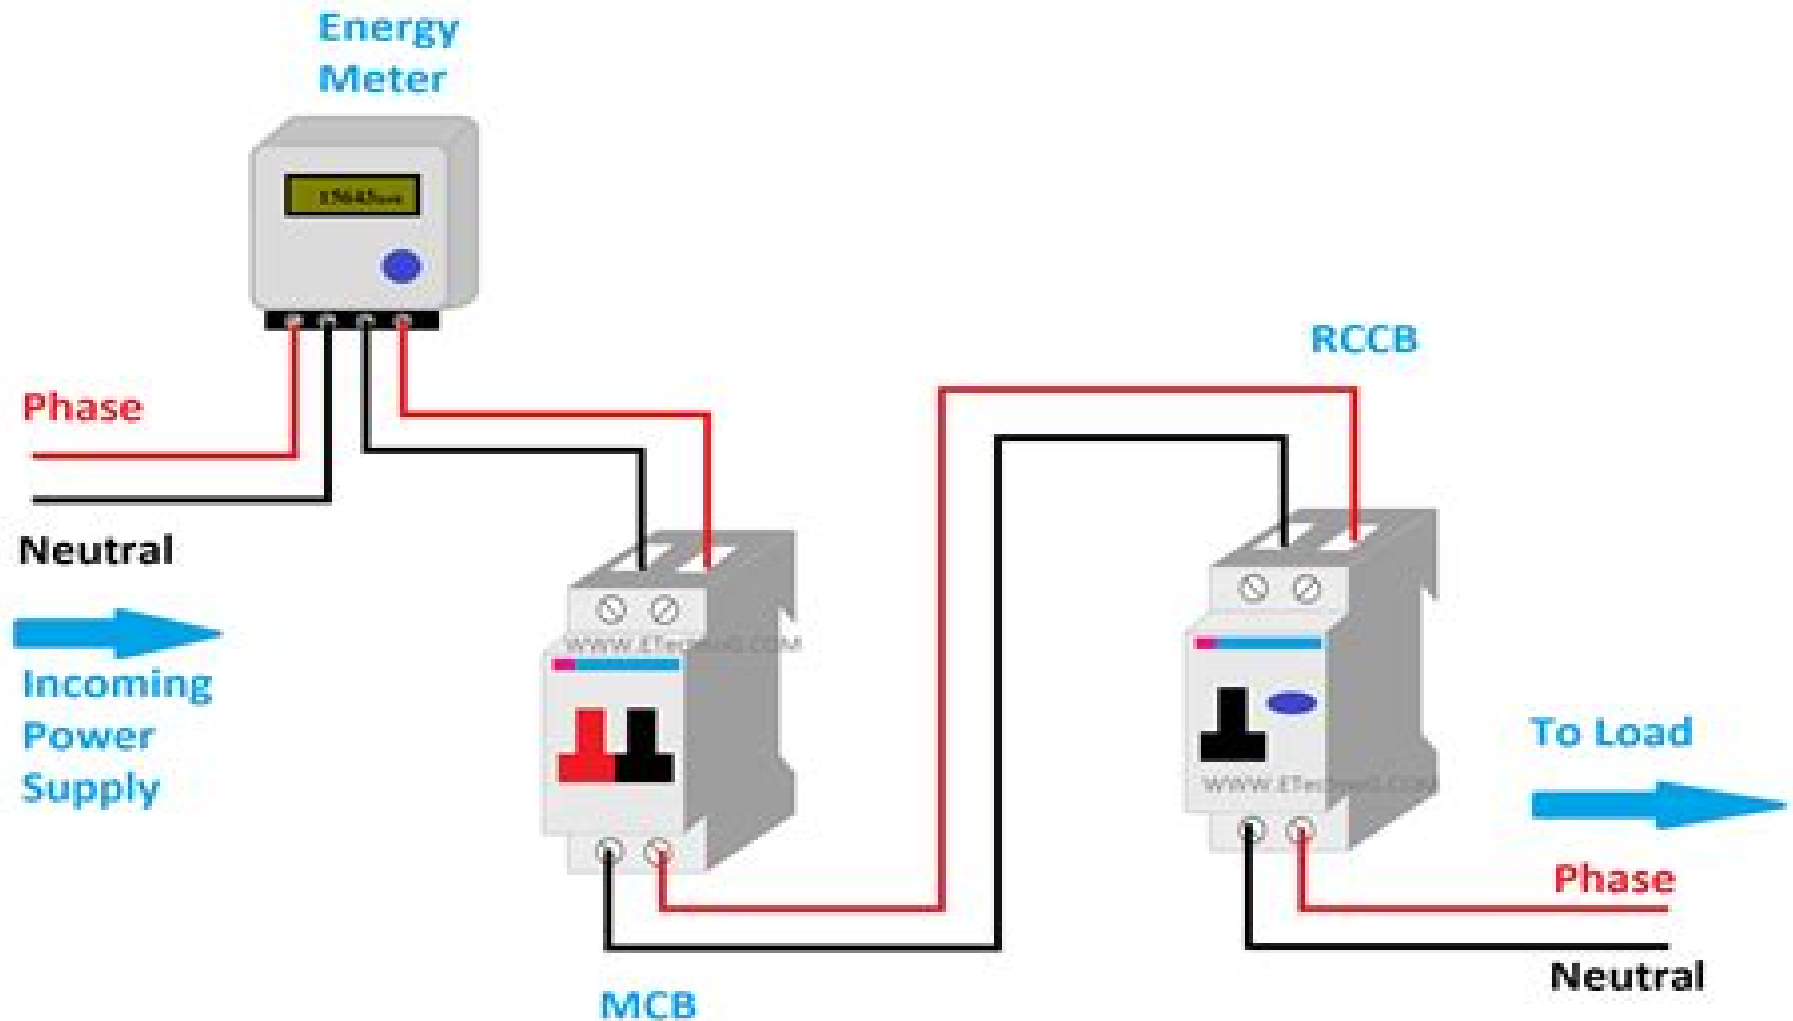 Energy
Meter
Phase
Neutral
Incoming
Power
Supply
MCB
RCCB
To Load
Phase
Neutral